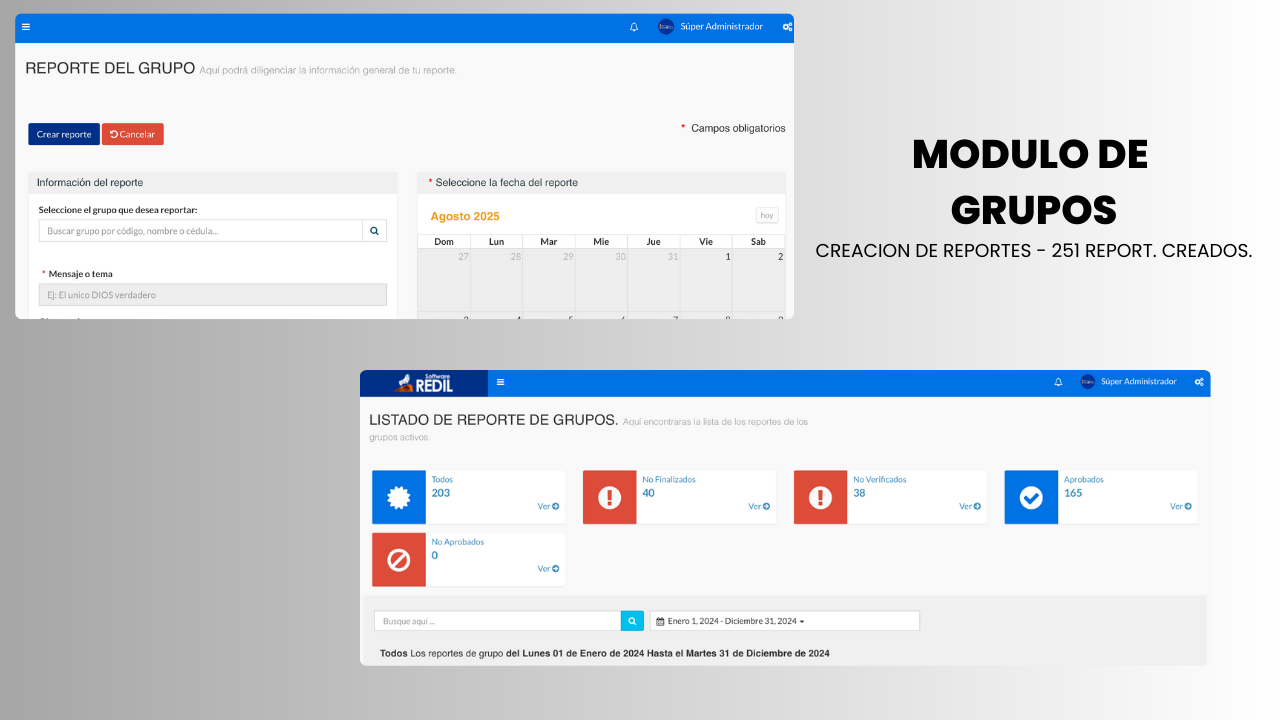 Súper Administrador
REPORTE DEL GRUPO Aquí podrá diligenciar la información general de tu reporte.
Crear reporte Cancelar
* Campos obligatorios
Información del reporte
Seleccione el grupo que desea reportar:
Buscar grupo por código, nombre o cédula...
* Mensaje o tema
Ej: El unico DIOS verdadero
* Seleccione la fecha del reporte
Agosto 2025 hoy
Dom Lun Mar Mie Jue Vie Sab
27 28 29 30 31 1 2
MODULO DE
GRUPOS
CREACION DE REPORTES - 251 REPORT. CREADOS.
Software
REDIL
Súper Administrador
LISTADO DE REPORTE DE GRUPOS. Aquí encontraras la lista de los reportes de los
grupos activos.
Todos
203
Ver
No Finalizados
40
Ver
No Verificados
38
Ver
Aprobados
165
Ver
No Aprobados
0
Ver
Busque aquí ...
Enero 1, 2024 - Diciembre 31, 2024
Todos Los reportes de grupo del Lunes 01 de Enero de 2024 Hasta el Martes 31 de Diciembre de 2024